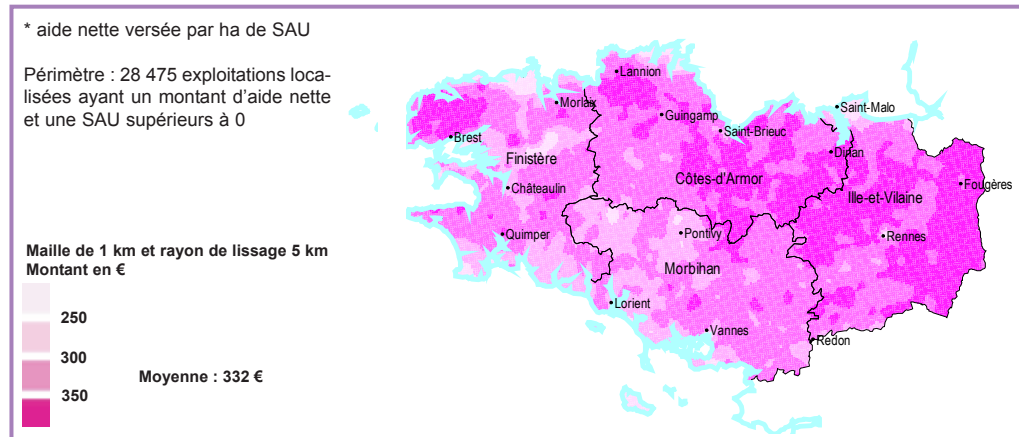 * aide nette versée par ha de SAU
Périmètre : 28 475 exploitations loca-
lisées ayant un montant d'aide nette
et une SAU supérieurs à 0
Maille de 1 km et rayon de lissage 5 km
Montant en €
250
300
350
Moyenne : 332 €
Lannion
Morlaix
Saint-Malo
Guingamp
Saint-Brieuc
Brest
Dinan
Finistère
Côtes-d'Armor
Fougères
Châteaulin
Ille-et-Vilaine
Quimper
Pontivy
Rennes
Morbihan
Lorient
Vannes
Redon